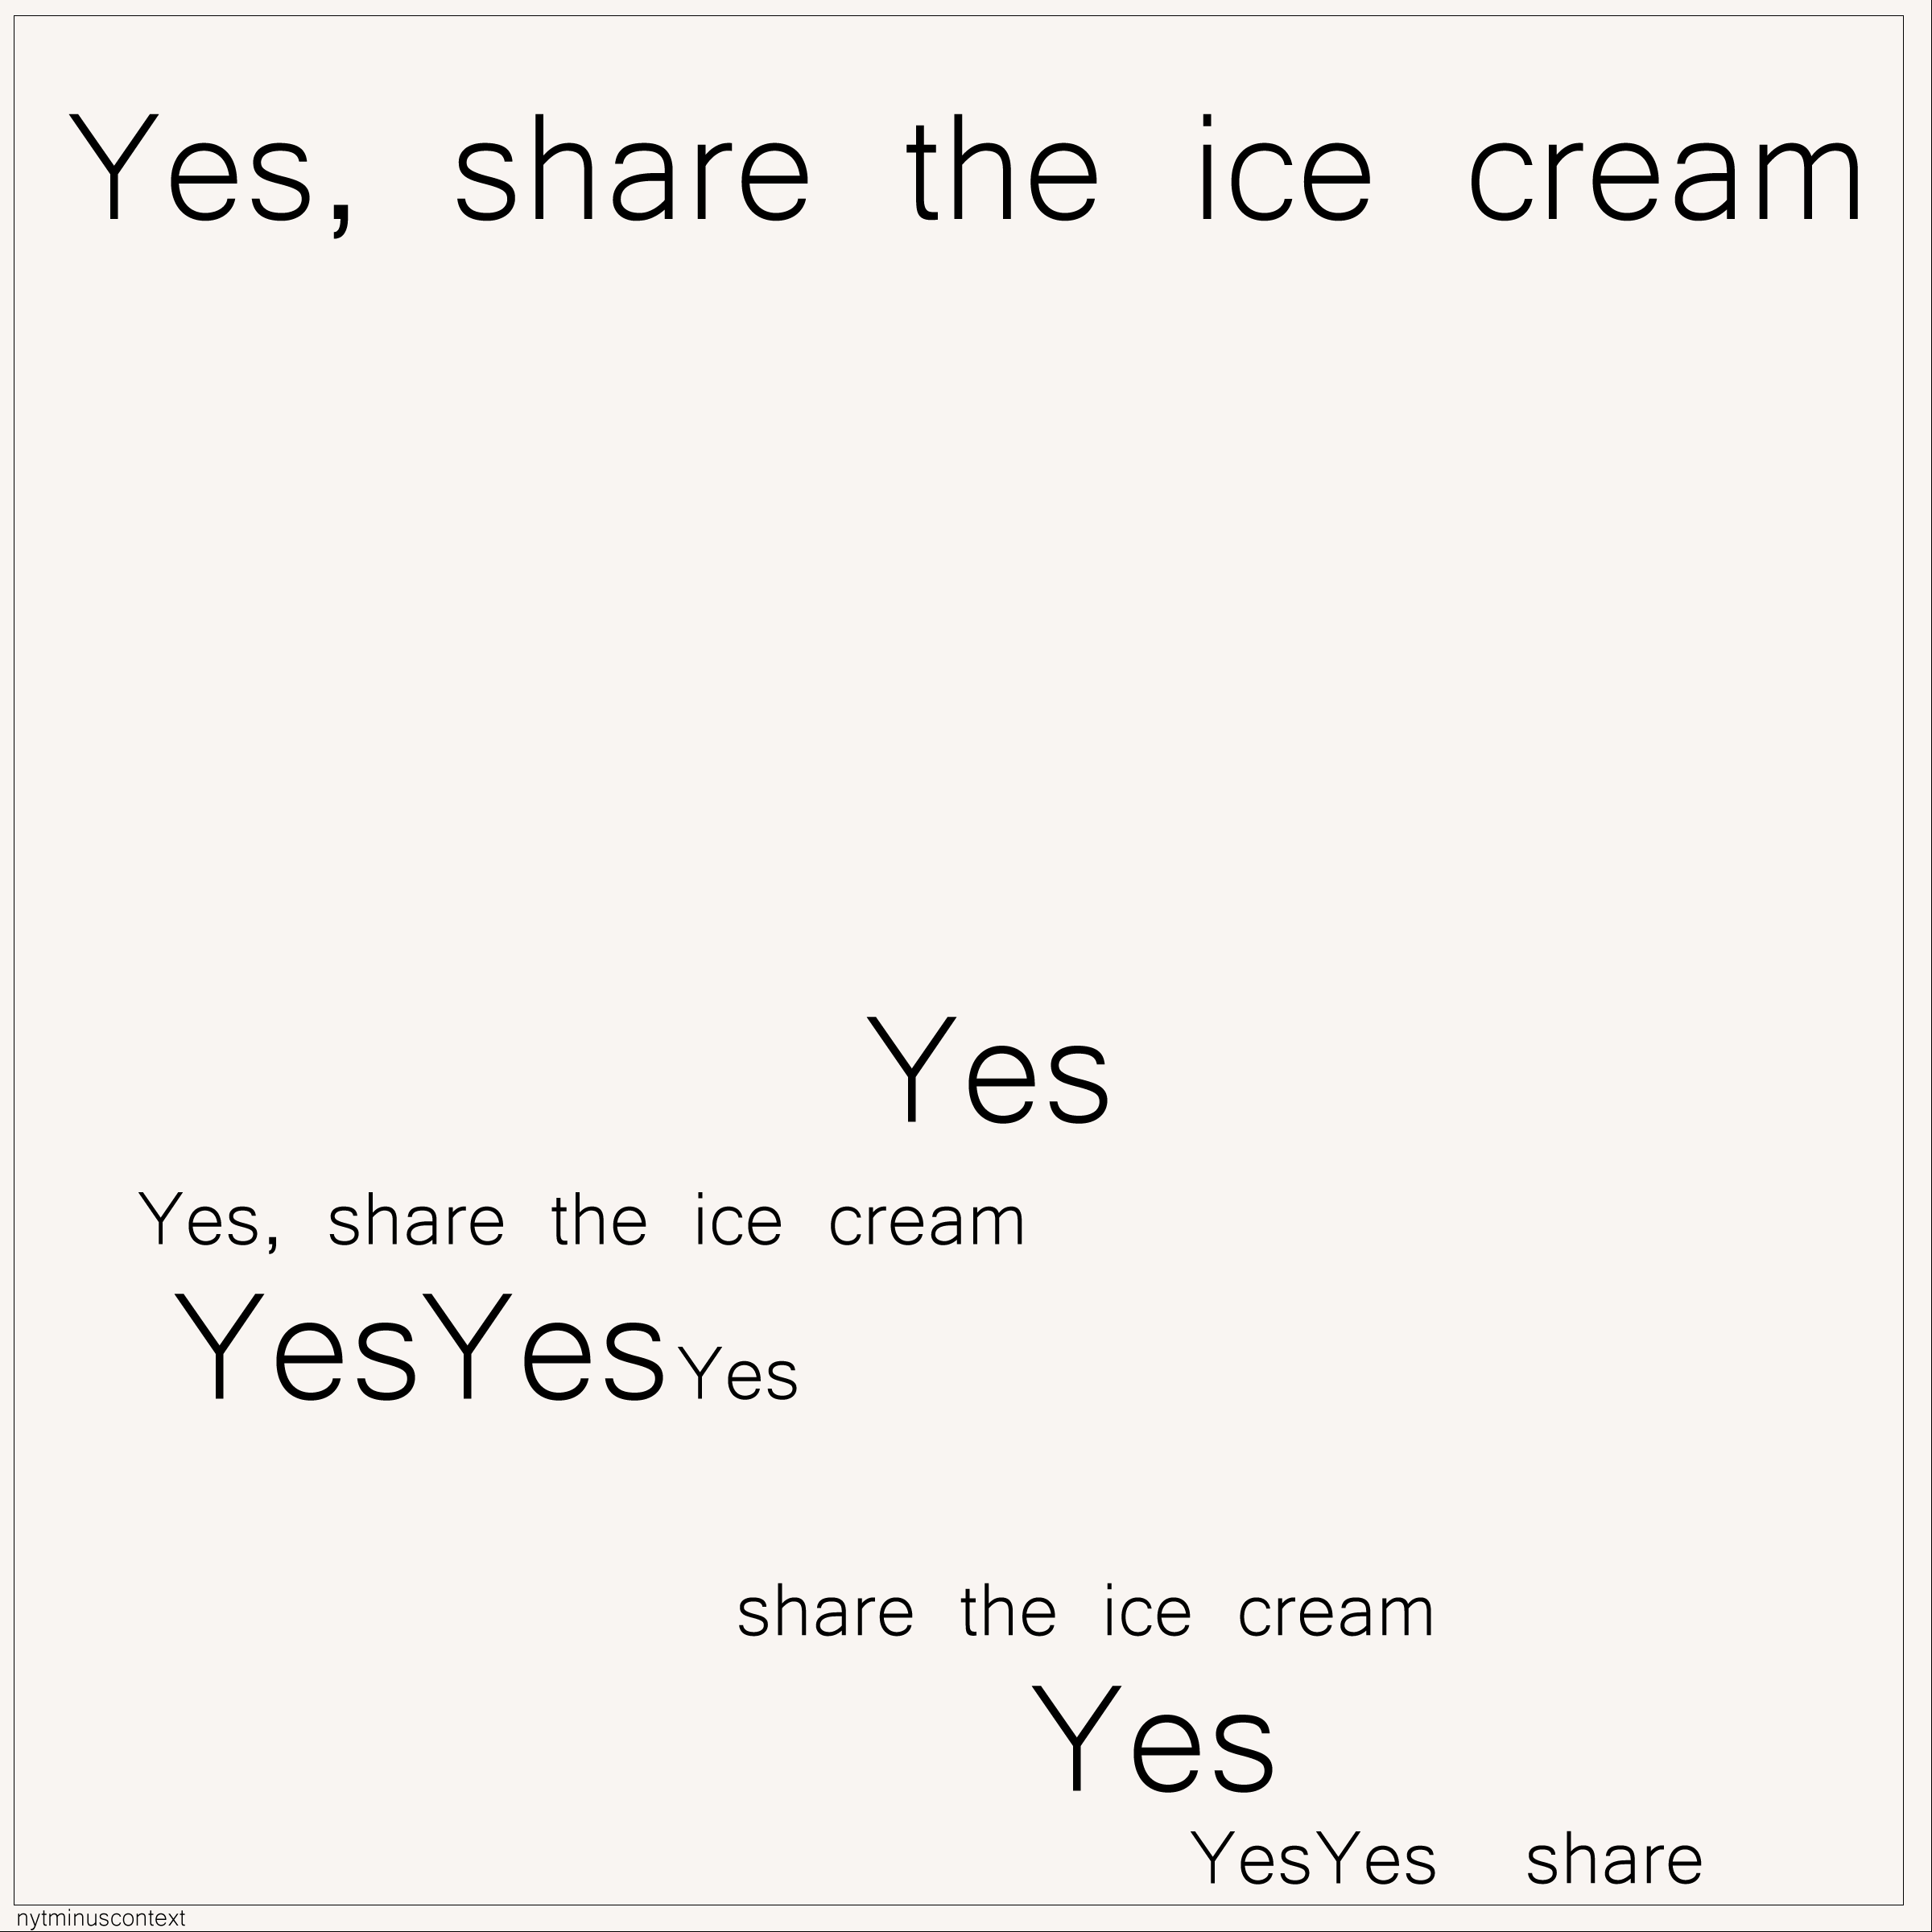 Yes, share the ice cream
Yes
Yes, share the ice cream
YesYesYes
share the ice cream
Yes
YesYes share
nytminuscontext